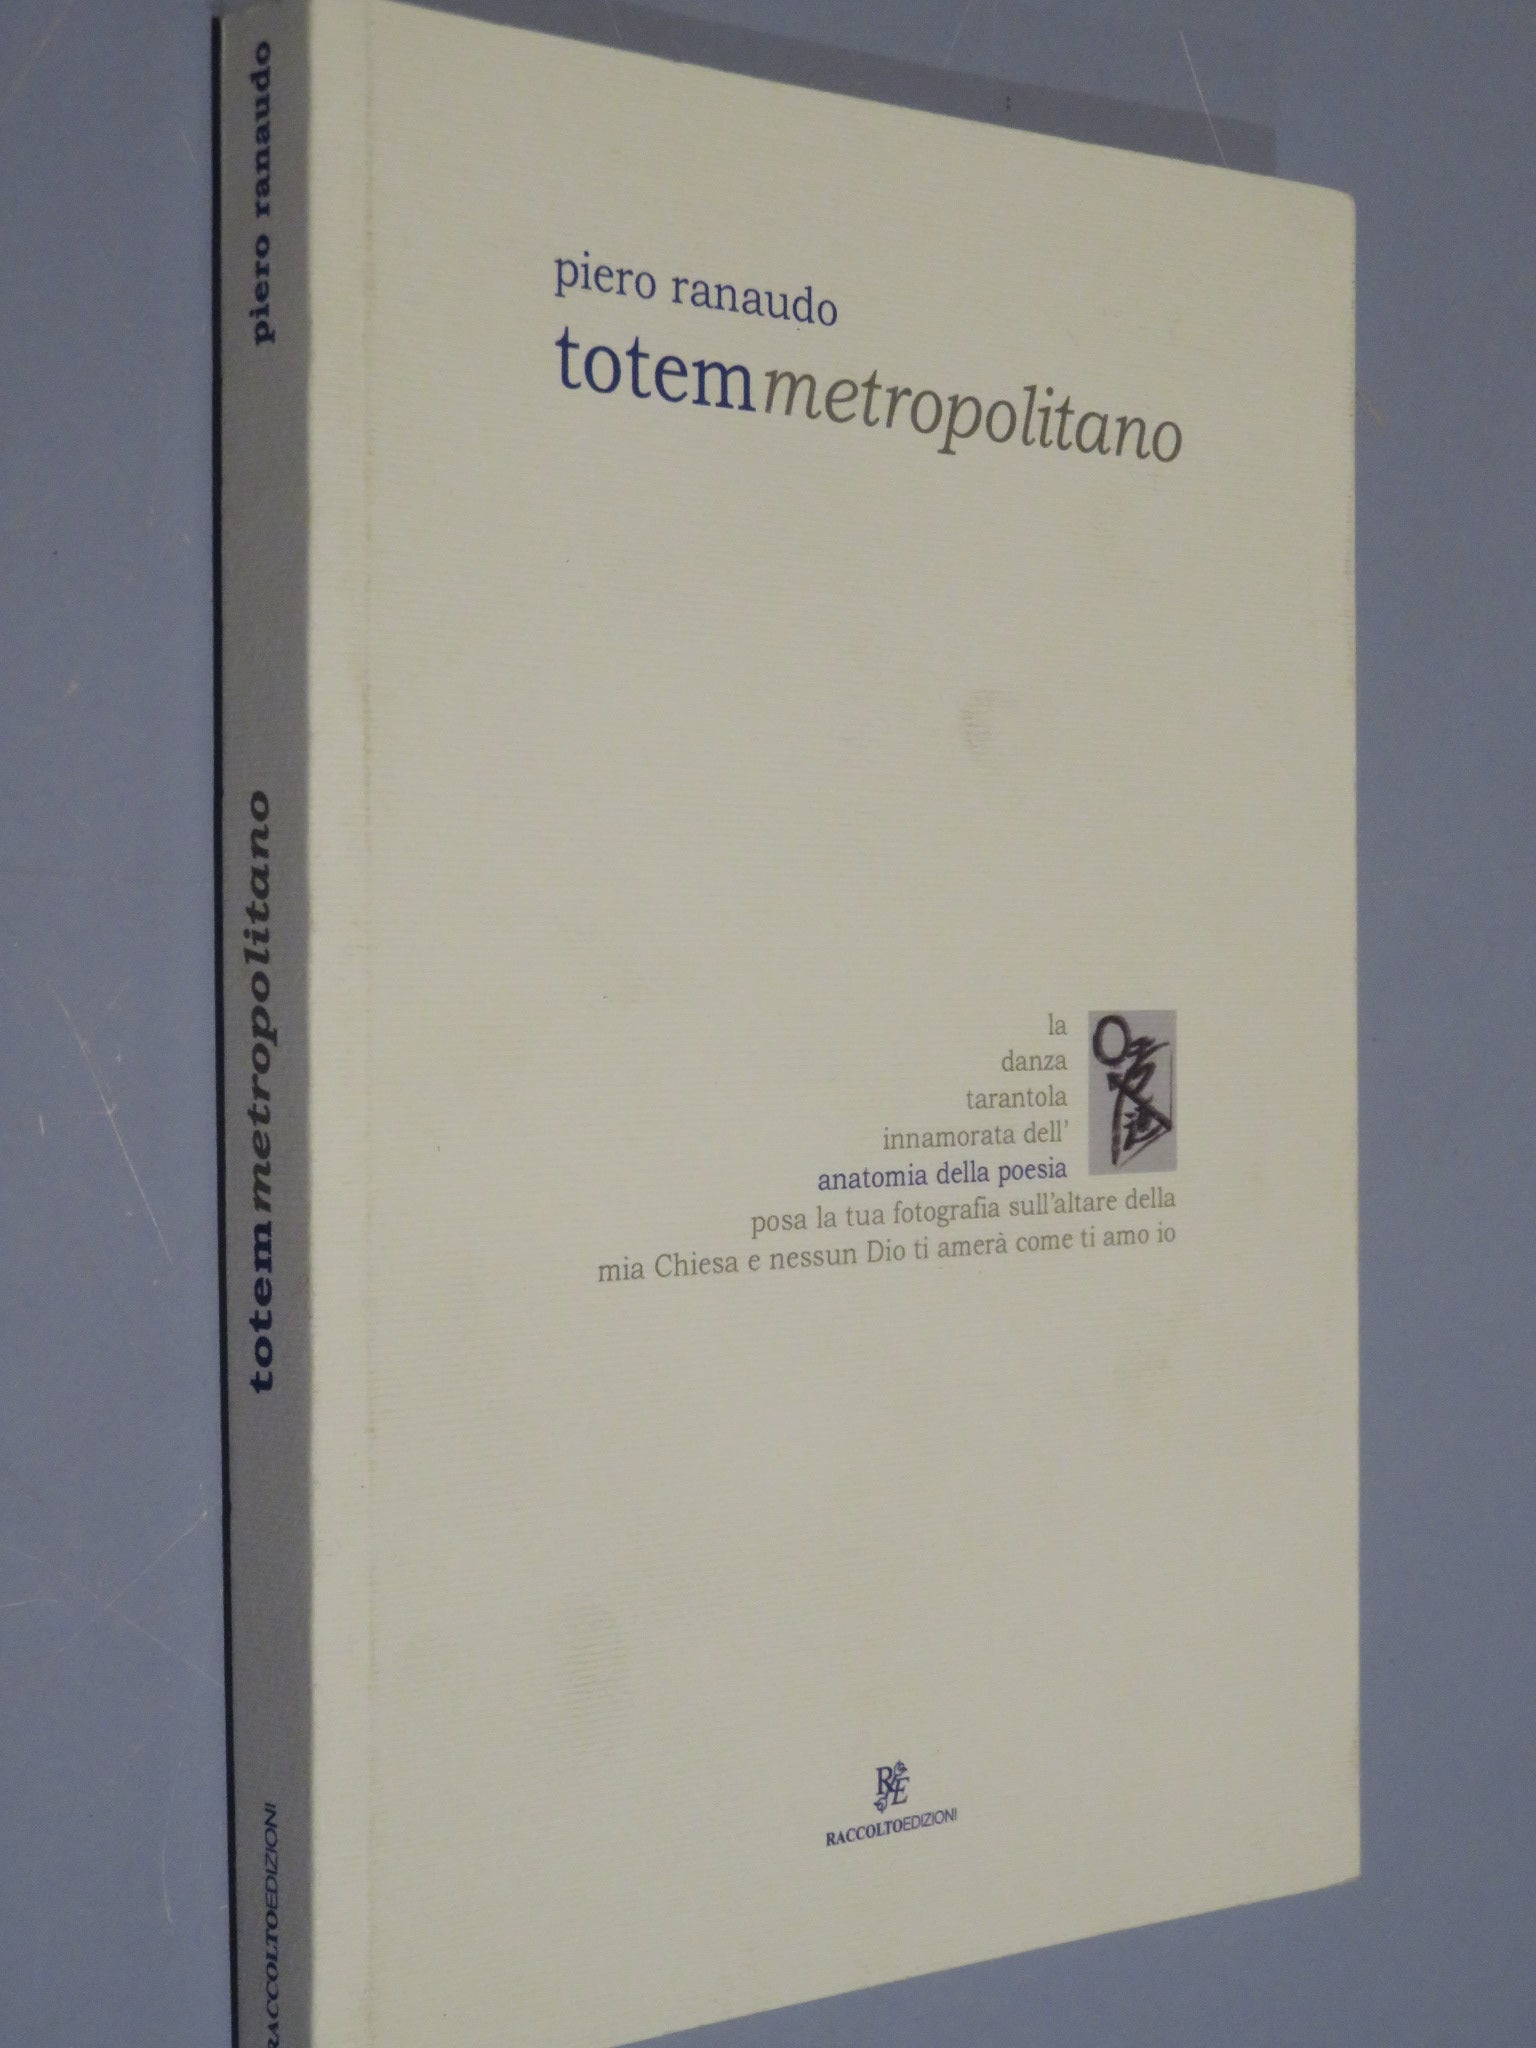 piero ranaudo
totemmetropolitano
la
danza
tarantola
innamorata dell'
anatomia della poesia
posa la tua fotografia sull'altare della
mia Chiesa e nessun Dio ti amerà come ti amo io
RE
RACCOLTOEDIZIONI
piero ranaudo
totemmetropolitano
RACCOLTOEDIZIONI